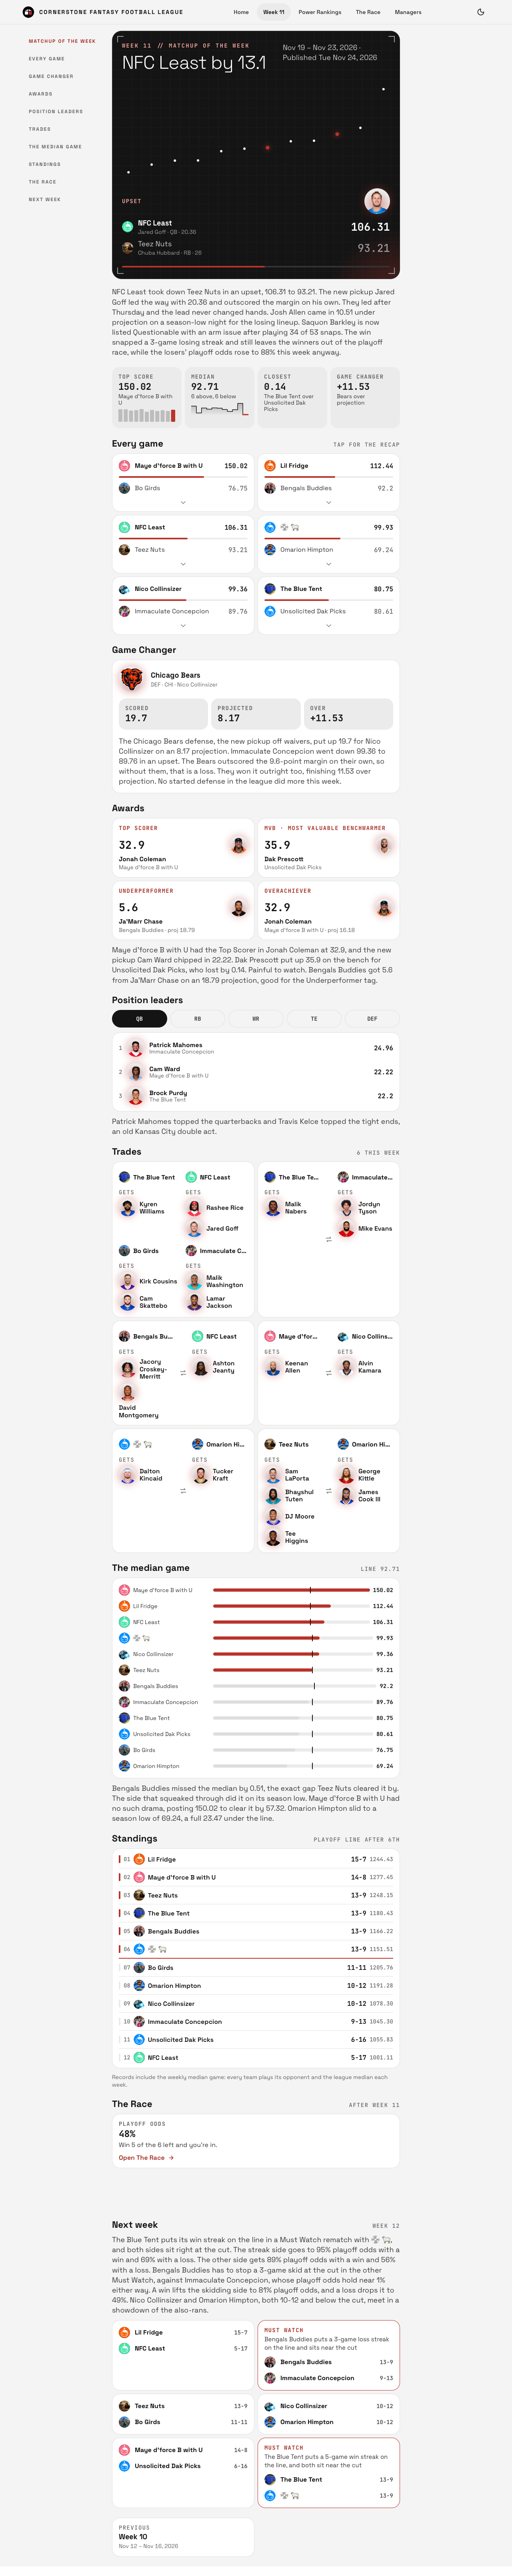 CORNERSTONE FANTASY FOOTBALL LEAGUE
Home
Week 11
Power Rankings
The Race
Managers
MATCHUP OF THE WEEK
EVERY GAME
GAME CHANGER
AWARDS
POSITION LEADERS
TRADES
THE MEDIAN GAME
STANDINGS
THE RACE
NEXT WEEK
WEEK 11 // MATCHUP OF THE WEEK
NFC Least by 13.1
Nov 19 – Nov 23, 2026 ·
Published Tue Nov 24, 2026
UPSET
NFC Least
Jared Goff · QB · 20.36
106.31
Teez Nuts
Chuba Hubbard · RB · 26
93.21
NFC Least took down Teez Nuts in an upset, 106.31 to 93.21. The new pickup Jared
Goff led the way with 20.36 and outscored the margin on his own. They led after
Thursday and the lead never changed hands. Josh Allen came in 10.51 under
projection on a season-low night for the losing lineup. Saquon Barkley is now
listed Questionable with an arm issue after playing 34 of 53 snaps. The win
snapped a 3-game losing streak and still leaves the winners out of the playoff
race, while the losers' playoff odds rose to 88% this week anyway.
TOP SCORE
150.02
Maye d'force B with
U
MEDIAN
92.71
6 above, 6 below
CLOSEST
0.14
The Blue Tent over
Unsolicited Dak
Picks
GAME CHANGER
+11.53
Bears over
projection
Every game
TAP FOR THE RECAP
Maye d'force B with U 150.02
Bo Girds 76.75
Lil Fridge 112.44
Bengals Buddies 92.2
NFC Least 106.31
Teez Nuts 93.21
99.93
Omarion Himpton 69.24
Nico Collinsizer 99.36
Immaculate Concepcion 89.76
The Blue Tent 80.75
Unsolicited Dak Picks 80.61
Game Changer
Chicago Bears
DEF · CHI · Nico Collinsizer
SCORED
19.7
PROJECTED
8.17
OVER
+11.53
The Chicago Bears defense, the new pickup off waivers, put up 19.7 for Nico
Collinsizer on an 8.17 projection. Immaculate Concepcion went down 99.36 to
89.76 in an upset. The Bears outscored the 9.6-point margin on their own, so
without them, that is a loss. They won it outright too, finishing 11.53 over
projection. No started defense in the league did more this week.
Awards
TOP SCORER
32.9
Jonah Coleman
Maye d'force B with U
MVB · MOST VALUABLE BENCHWARMER
35.9
Dak Prescott
Unsolicited Dak Picks
UNDERPERFORMER
5.6
Ja'Marr Chase
Bengals Buddies · proj 18.79
OVERACHIEVER
32.9
Jonah Coleman
Maye d'force B with U · proj 16.18
Maye d'force B with U had the Top Scorer in Jonah Coleman at 32.9, and the new
pickup Cam Ward chipped in 22.22. Dak Prescott put up 35.9 on the bench for
Unsolicited Dak Picks, who lost by 0.14. Painful to watch. Bengals Buddies got 5.6
from Ja'Marr Chase on an 18.79 projection, good for the Underperformer tag.
Position leaders
QB
RB
WR
TE
DEF
1 Patrick Mahomes 24.96
Immaculate Concepcion
2 Cam Ward 22.22
Maye d'force B with U
3 Brock Purdy 22.2
The Blue Tent
Patrick Mahomes topped the quarterbacks and Travis Kelce topped the tight ends,
an old Kansas City double act.
Trades
6 THIS WEEK
The Blue Tent
GETS
Kyren
Williams
NFC Least
GETS
Rashee Rice
Jared Goff
Bo Girds
GETS
Kirk Cousins
Cam
Skattebo
Immaculate C...
GETS
Malik
Washington
Lamar
Jackson
The Blue Te...
GETS
Malik
Nabers
Immaculate...
GETS
Jordyn
Tyson
Mike Evans
Bengals Bu...
GETS
Jacory
Croskey-
Merritt
David
Montgomery
NFC Least
GETS
Ashton
Jeanty
Maye d'for...
GETS
Keenan
Allen
Nico Collins...
GETS
Alvin
Kamara
GETS
Dalton
Kincaid
Omarion Hi...
GETS
Tucker
Kraft
Teez Nuts
GETS
Sam
LaPorta
Bhayshul
Tuten
DJ Moore
Tee
Higgins
Omarion Hi...
GETS
George
Kittle
James
Cook III
The median game
LINE 92.71
Maye d'force B with U 150.02
Lil Fridge 112.44
NFC Least 106.31
99.93
Nico Collinsizer 99.36
Teez Nuts 93.21
Bengals Buddies 92.2
Immaculate Concepcion 89.76
The Blue Tent 80.75
Unsolicited Dak Picks 80.61
Bo Girds 76.75
Omarion Himpton 69.24
Bengals Buddies missed the median by 0.51, the exact gap Teez Nuts cleared it by.
The side that squeaked through did it on its season low. Maye d'force B with U had
no such drama, posting 150.02 to clear it by 57.32. Omarion Himpton slid to a
season low of 69.24, a full 23.47 under the line.
Standings
PLAYOFF LINE AFTER 6TH
01 Lil Fridge 15-7 1244.43
02 Maye d'force B with U 14-8 1277.45
03 Teez Nuts 13-9 1248.15
04 The Blue Tent 13-9 1180.43
05 Bengals Buddies 13-9 1166.22
06 13-9 1151.51
07 Bo Girds 11-11 1205.76
08 Omarion Himpton 10-12 1191.28
09 Nico Collinsizer 10-12 1078.30
10 Immaculate Concepcion 9-13 1045.30
11 Unsolicited Dak Picks 6-16 1055.83
12 NFC Least 5-17 1001.11
Records include the weekly median game: every team plays its opponent and the league median each
week.
The Race
AFTER WEEK 11
PLAYOFF ODDS
48%
Win 5 of the 6 left and you're in.
Open The Race →
Next week
WEEK 12
The Blue Tent puts its win streak on the line in a Must Watch rematch with
and both sides sit right at the cut. The streak side goes to 95% playoff odds with a
win and 69% with a loss. The other side gets 89% playoff odds with a win and 56%
with a loss. Bengals Buddies has to stop a 3-game skid at the cut in the other
Must Watch, against Immaculate Concepcion, whose playoff odds hold near 1%
either way. A win lifts the skidding side to 81% playoff odds, and a loss drops it to
49%. Nico Collinsizer and Omarion Himpton, both 10-12 and below the cut, meet in a
showdown of the also-rans.
Lil Fridge 15-7
NFC Least 5-17
MUST WATCH
Bengals Buddies puts a 3-game loss streak
on the line and sits near the cut
Bengals Buddies 13-9
Immaculate Concepcion 9-13
Teez Nuts 13-9
Bo Girds 11-11
Nico Collinsizer 10-12
Omarion Himpton 10-12
Maye d'force B with U 14-8
Unsolicited Dak Picks 6-16
MUST WATCH
The Blue Tent puts a 5-game win streak on
the line, and both sit near the cut
The Blue Tent 13-9
13-9
PREVIOUS
Week 10
Nov 12 – Nov 16, 2026